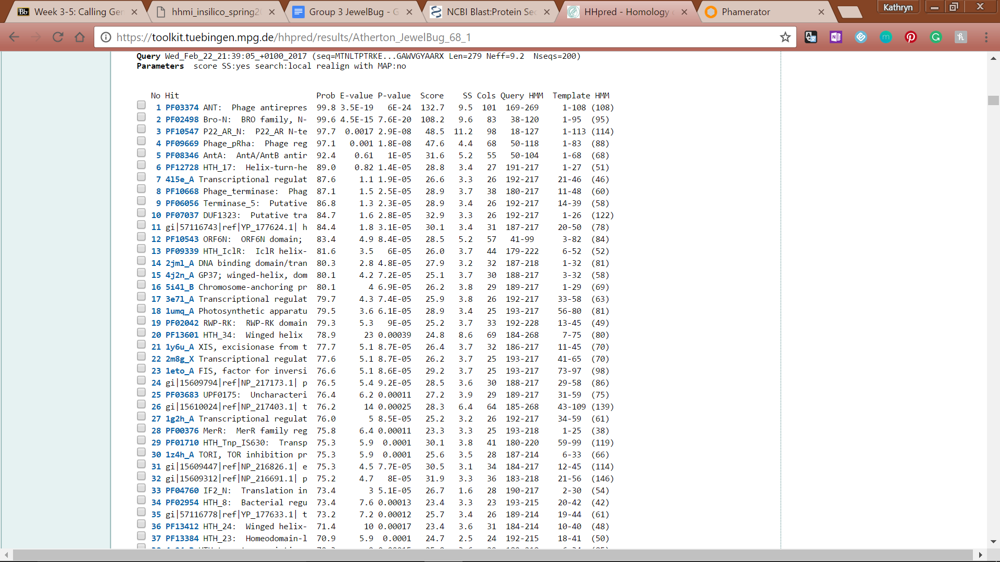 Week 3-5: Calling Gen
hhmi_insilico_spring20
Group 3 JewelBug - G
NCBI Blast:Protein Sec
HHpred - Homology
Phamerator
Kathryn
https://toolkit.tuebingen.mpg.de/hhpred/results/Atherton_JewelBug_68_1
Query Wed_Feb_22_21:39:05_+0100_2017 (seq=MTNLTPTRKE...GAWVGYAARX Len=279 Neff=9.2 Nseqs=200)
Parameters score SS:yes search:local realign with MAP:no
No Hit Prob E-value P-value Score SS Cols Query HMM Template HMM
1 PF03374 ANT: Phage antirepres 99.8 3.5E-19 6E-24 132.7 9.5 101 169-269 1-108 (108)
2 PF02498 Bro-N: BRO family, N- 99.6 4.5E-15 7.6E-20 108.2 9.6 83 38-120 1-95 (95)
3 PF10547 P22_AR_N: P22_AR N-te 97.7 0.0017 2.9E-08 48.5 11.2 98 18-127 1-113 (114)
4 PF09669 Phage_pRha: Phage reg 97.1 0.001 1.8E-08 47.6 4.4 68 50-118 1-83 (88)
5 PF08346 AntA: AntA/AntB antir 92.4 0.61 1E-05 31.6 5.2 55 50-104 1-68 (68)
6 PF12728 HTH_17: Helix-turn-he 89.0 0.82 1.4E-05 28.8 3.4 27 191-217 1-27 (51)
7 4l5e_A Transcriptional regulat 87.6 1.1 1.9E-05 26.6 3.3 26 192-217 21-46 (46)
8 PF10668 Phage_terminase: Phag 87.1 1.5 2.5E-05 28.9 3.7 38 180-217 11-48 (60)
9 PF06056 Terminase_5: Putative 86.8 1.3 2.3E-05 28.9 3.4 26 192-217 14-39 (58)
10 PF07037 DUF1323: Putative tra 84.7 1.6 2.8E-05 32.9 3.3 26 192-217 1-26 (122)
11 gi|57116743|ref|YP_177624.1| h 84.4 1.8 3.1E-05 30.1 3.4 31 187-217 20-50 (78)
12 PF10543 ORF6N: ORF6N domain; 83.4 4.9 8.4E-05 28.5 5.2 57 41-99 3-82 (84)
13 PF09339 HTH_IclR: IclR helix- 81.6 3.5 6E-05 26.0 3.7 44 179-222 6-52 (52)
14 2jml_A DNA binding domain/tran 80.3 2.8 4.8E-05 27.9 3.2 32 187-218 1-32 (81)
15 4j2n_A GP37; winged-helix, dom 80.1 4.2 7.2E-05 25.1 3.7 30 188-217 3-32 (58)
16 5i41_B Chromosome-anchoring pr 80.1 4 6.9E-05 26.2 3.8 29 189-217 1-29 (69)
17 3e7l_A Transcriptional regulat 79.7 4.3 7.4E-05 25.9 3.8 26 192-217 33-58 (63)
18 1umq_A Photosynthetic apparatu 79.5 3.6 6.1E-05 28.9 3.4 25 193-217 56-80 (81)
19 PF02042 RWP-RK: RWP-RK domain 79.3 5.3 9E-05 25.2 3.7 33 192-228 13-45 (49)
20 PF13601 HTH_34: Winged helix 78.9 23 0.00039 24.8 8.6 69 184-268 7-75 (80)
21 1y6u_A XIS, excisionase from t 77.7 5.1 8.7E-05 26.4 3.7 32 186-217 11-45 (70)
22 2m8g_X Transcriptional regulat 77.6 5.1 8.7E-05 26.2 3.7 25 193-217 41-65 (70)
23 1eto_A FIS, factor for inversi 76.6 5.1 8.6E-05 29.2 3.7 25 193-217 73-97 (98)
24 gi|15609794|ref|NP_217173.1| p 76.5 5.4 9.2E-05 28.5 3.6 30 188-217 29-58 (86)
25 PF03683 UPF0175: Uncharacteri 76.4 6.2 0.00011 27.2 3.9 29 189-217 31-59 (75)
26 gi|15610024|ref|NP_217403.1| t 76.2 14 0.00025 28.3 6.4 64 185-268 43-109 (139)
27 1g2h_A Transcriptional regulat 76.0 5 8.5E-05 25.2 3.2 26 192-217 34-59 (61)
28 PF00376 MerR: MerR family reg 75.8 6.4 0.00011 23.3 3.3 25 193-218 1-25 (38)
29 PF01710 HTH_Tnp_IS630: Transp 75.3 5.9 0.0001 30.1 3.8 41 180-220 59-99 (119)
30 1z4h_A TORI, TOR inhibition pr 75.3 5.9 0.0001 25.6 3.5 28 187-214 6-33 (66)
31 gi|15609447|ref|NP_216826.1| e 75.3 4.5 7.7E-05 30.5 3.1 34 184-217 12-45 (114)
32 gi|15609312|ref|NP_216691.1| p 75.2 4.7 8E-05 31.9 3.3 36 183-218 21-56 (146)
33 PF04760 IF2_N: Translation in 73.4 3 5.1E-05 26.7 1.6 28 190-217 2-30 (54)
34 PF02954 HTH_8: Bacterial regu 73.4 7.6 0.00013 23.4 3.3 23 193-215 20-42 (42)
35 gi|57116778|ref|YP_177633.1| t 73.2 7.2 0.00012 25.7 3.4 26 189-214 19-44 (61)
36 PF13412 HTH_24: Winged helix- 71.4 10 0.00017 23.4 3.6 31 184-214 10-40 (48)
37 PF13384 HTH_23: Homeodomain-l 70.9 5.9 0.0001 24.7 2.5 24 192-215 18-41 (50)